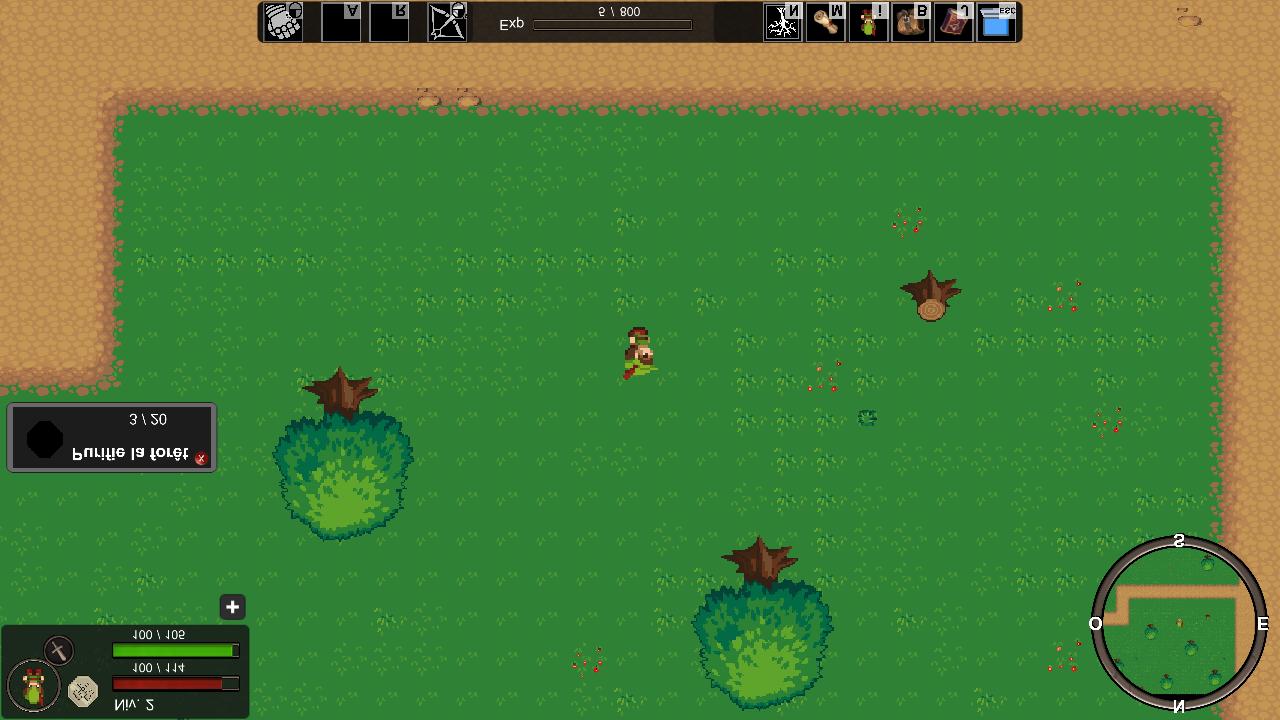 Niv. 2
100 / 114
100 / 105
+
N
O
E
S
Purifie la forêt
x
3 / 20
A
R
Exp
5 / 800
N
M
I
B
J
ESC